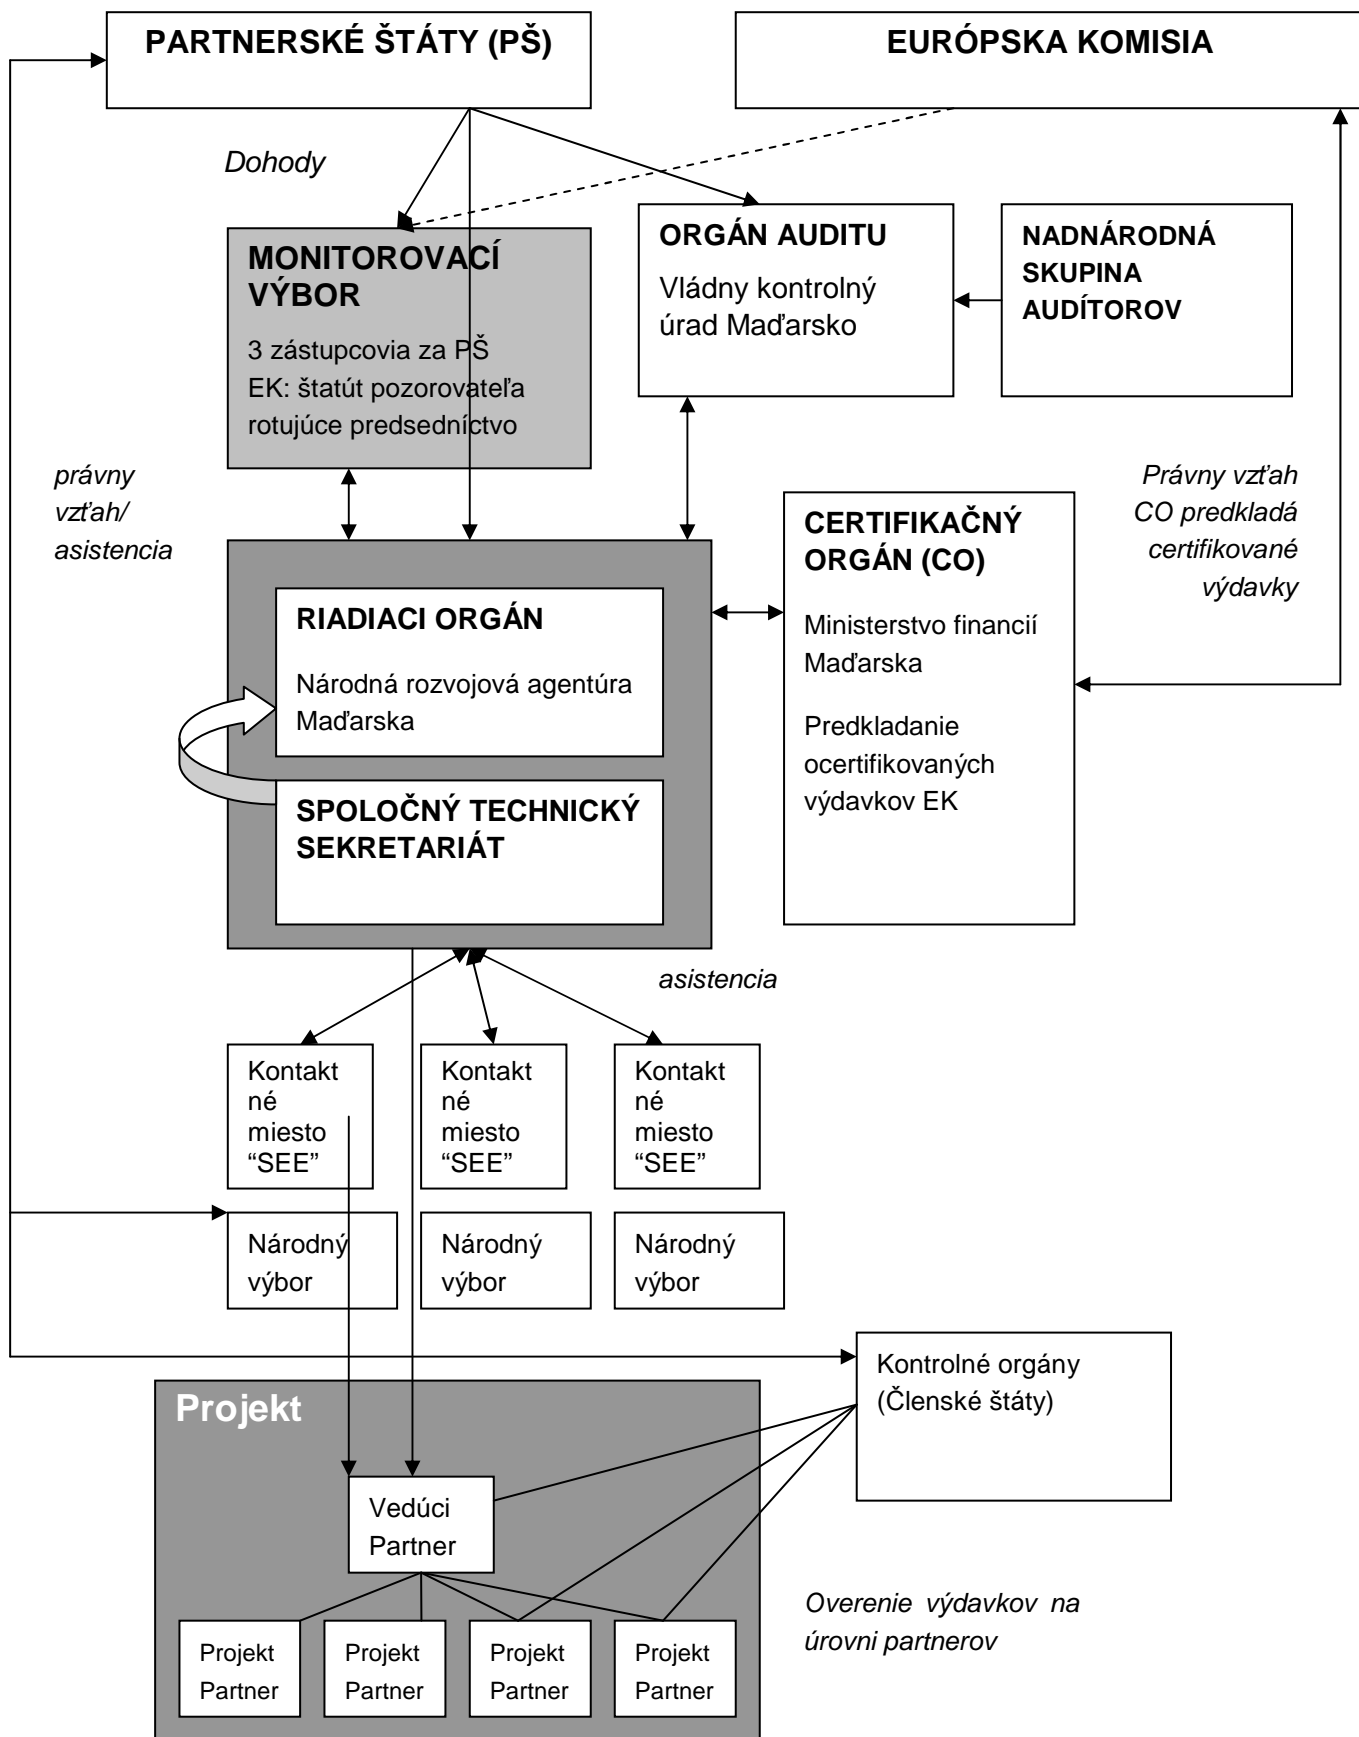 PARTNERSKÉ ŠTÁTY (PŠ)
EURÓPSKA KOMISIA
Dohody
MONITOROVACÍ
VÝBOR
3 zástupcovia za PŠ
EK: štatút pozorovateľa
rotujúce predsedníctvo
ORGÁN AUDITU
Vládny kontrolný
úrad Maďarsko
NADNÁRODNÁ
SKUPINA
AUDÍTOROV
právny
vzťah/
asistencia
Právny vzťah
CO predkladá
certifikované
výdavky
CERTIFIKAČNÝ
ORGÁN (CO)
Ministerstvo financií
Maďarska
Predkladanie
ocertifikovaných
výdavkov EK
RIADIACI ORGÁN
Národná rozvojová agentúra
Maďarska
SPOLOČNÝ TECHNICKÝ
SEKRETARIÁT
asistencia
Kontakt
né
miesto
“SEE”
Kontakt
né
miesto
“SEE”
Kontakt
né
miesto
“SEE”
Národný
výbor
Národný
výbor
Národný
výbor
Kontrolné orgány
(Členské štáty)
Projekt
Vedúci
Partner
Overenie výdavkov na
úrovni partnerov
Projekt
Partner
Projekt
Partner
Projekt
Partner
Projekt
Partner